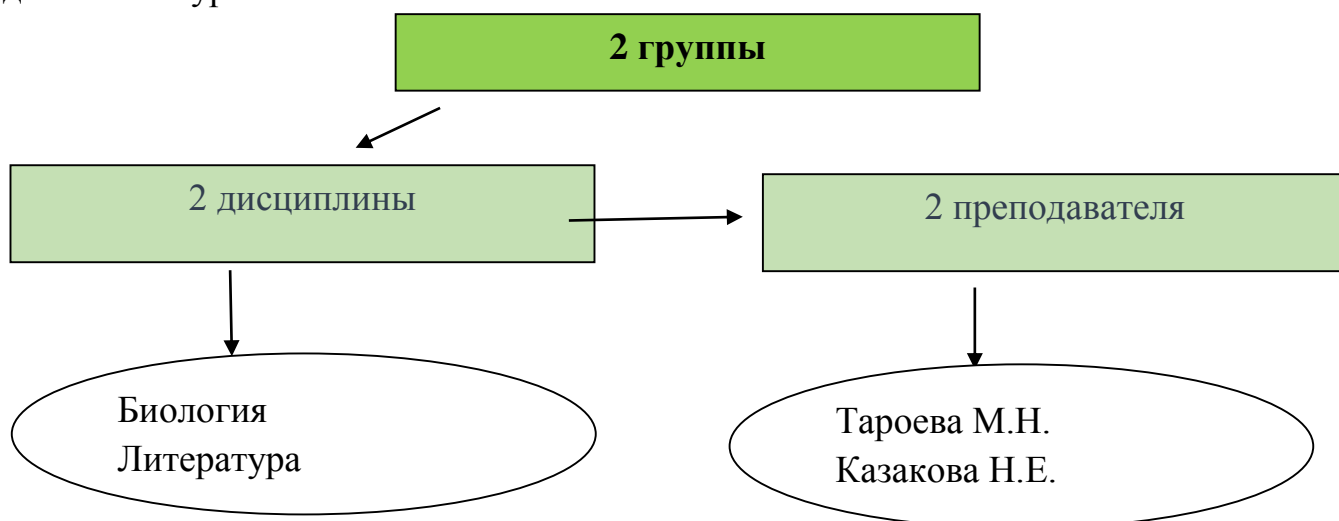 2 группы
2 дисциплины
2 преподавателя
Биология
Литература
Тароева М.Н.
Казакова Н.Е.